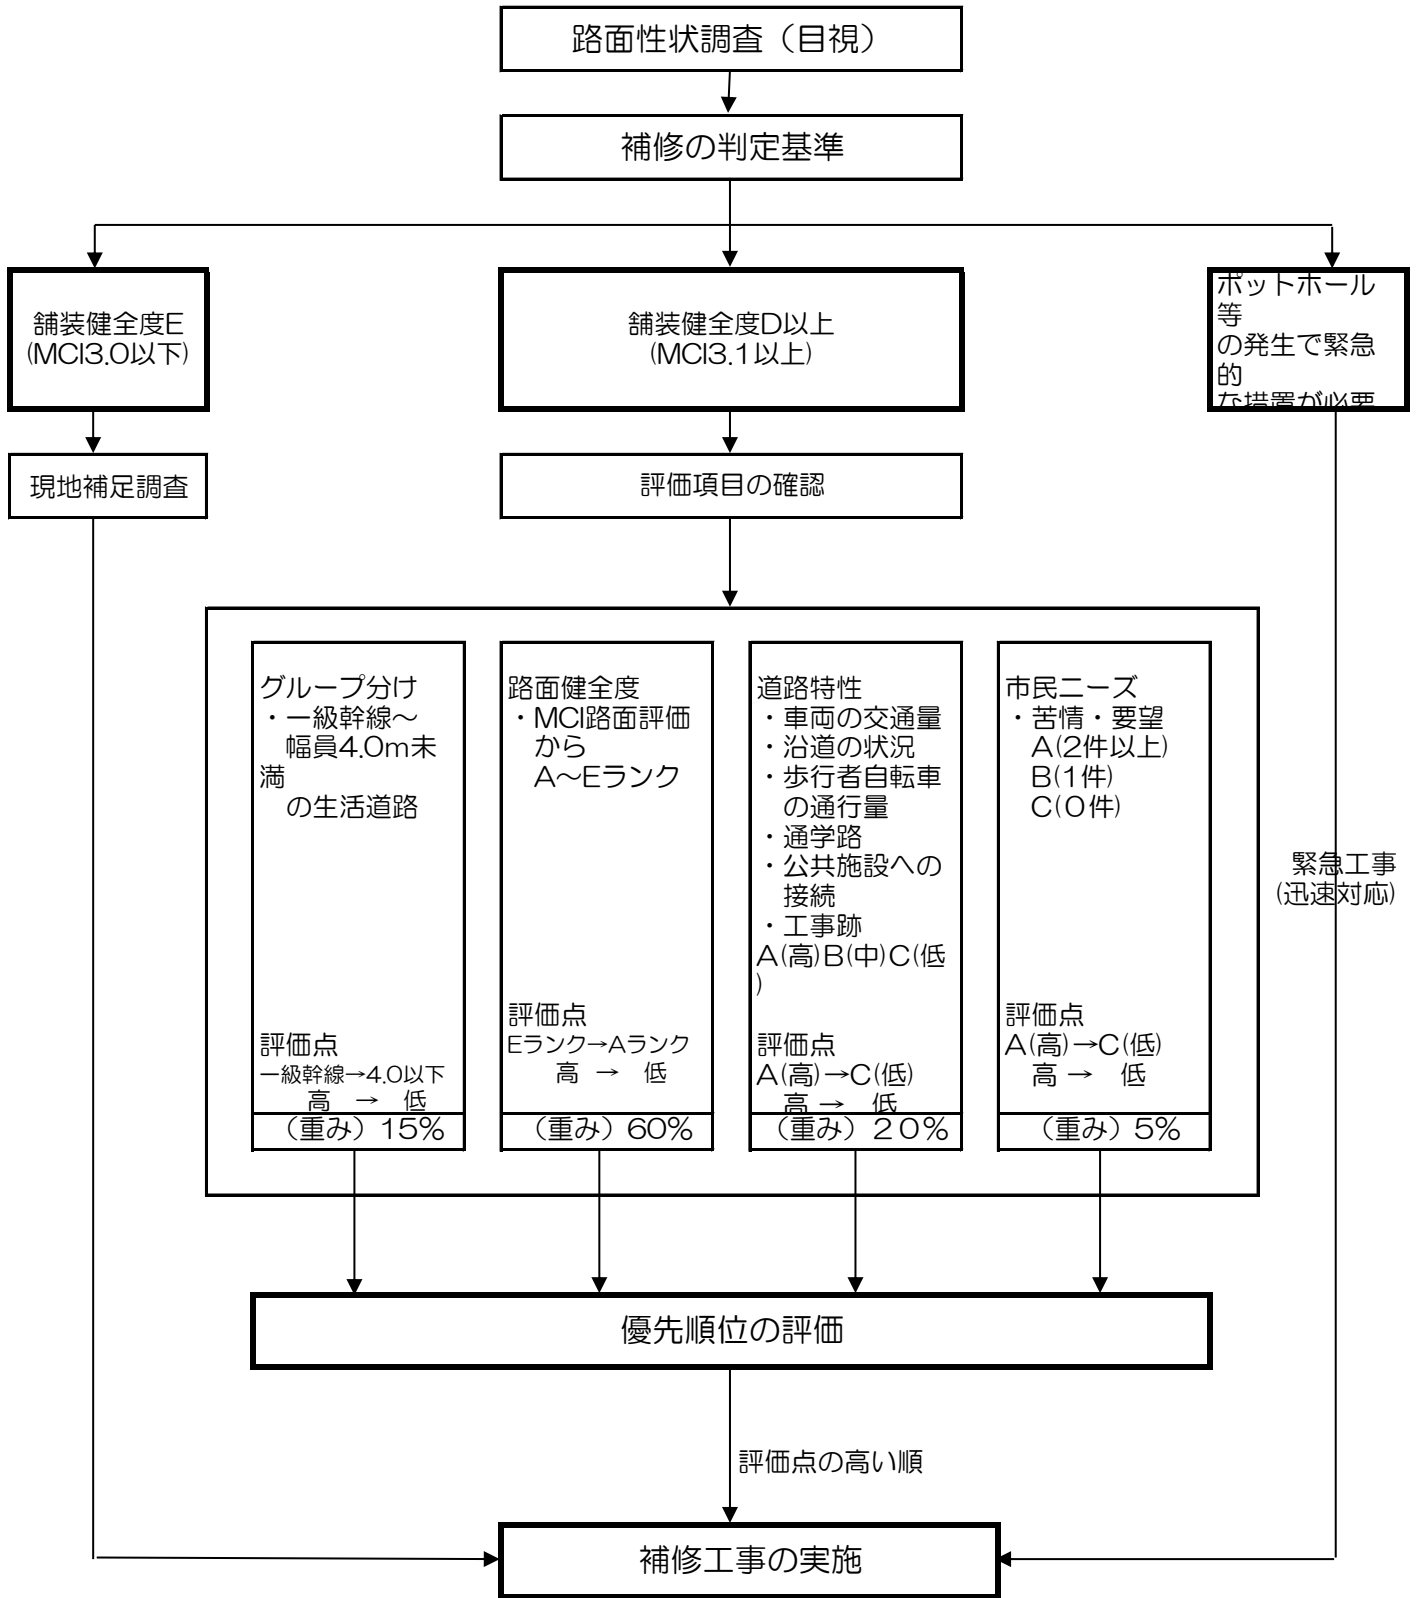 路面性状調査（目視）
補修の判定基準
舗装健全度E
(MCI3.0以下)
舗装健全度D以上
(MCI3.1以上)
ポットホール
等
の発生で緊急
的
な措置が必要
現地補足調査
評価項目の確認
グループ分け
・一級幹線～
幅員4.0m未
満
の生活道路
評価点
一級幹線→4.0以下
高 → 低
（重み）15%
路面健全度
・MCI路面評価
から
A～Eランク
評価点
Eランク→Aランク
高 → 低
（重み）60%
道路特性
・車両の交通量
・沿道の状況
・歩行者自転車
の通行量
・通学路
・公共施設への
接続
・工事跡
A(高)B(中)C(低
)
評価点
A(高)→C(低)
高 → 低
（重み）２０%
市民ニーズ
・苦情・要望
A(2件以上)
B(1件)
C(０件)
評価点
A(高)→C(低)
高 → 低
（重み）5%
緊急工事
(迅速対応)
優先順位の評価
評価点の高い順
補修工事の実施